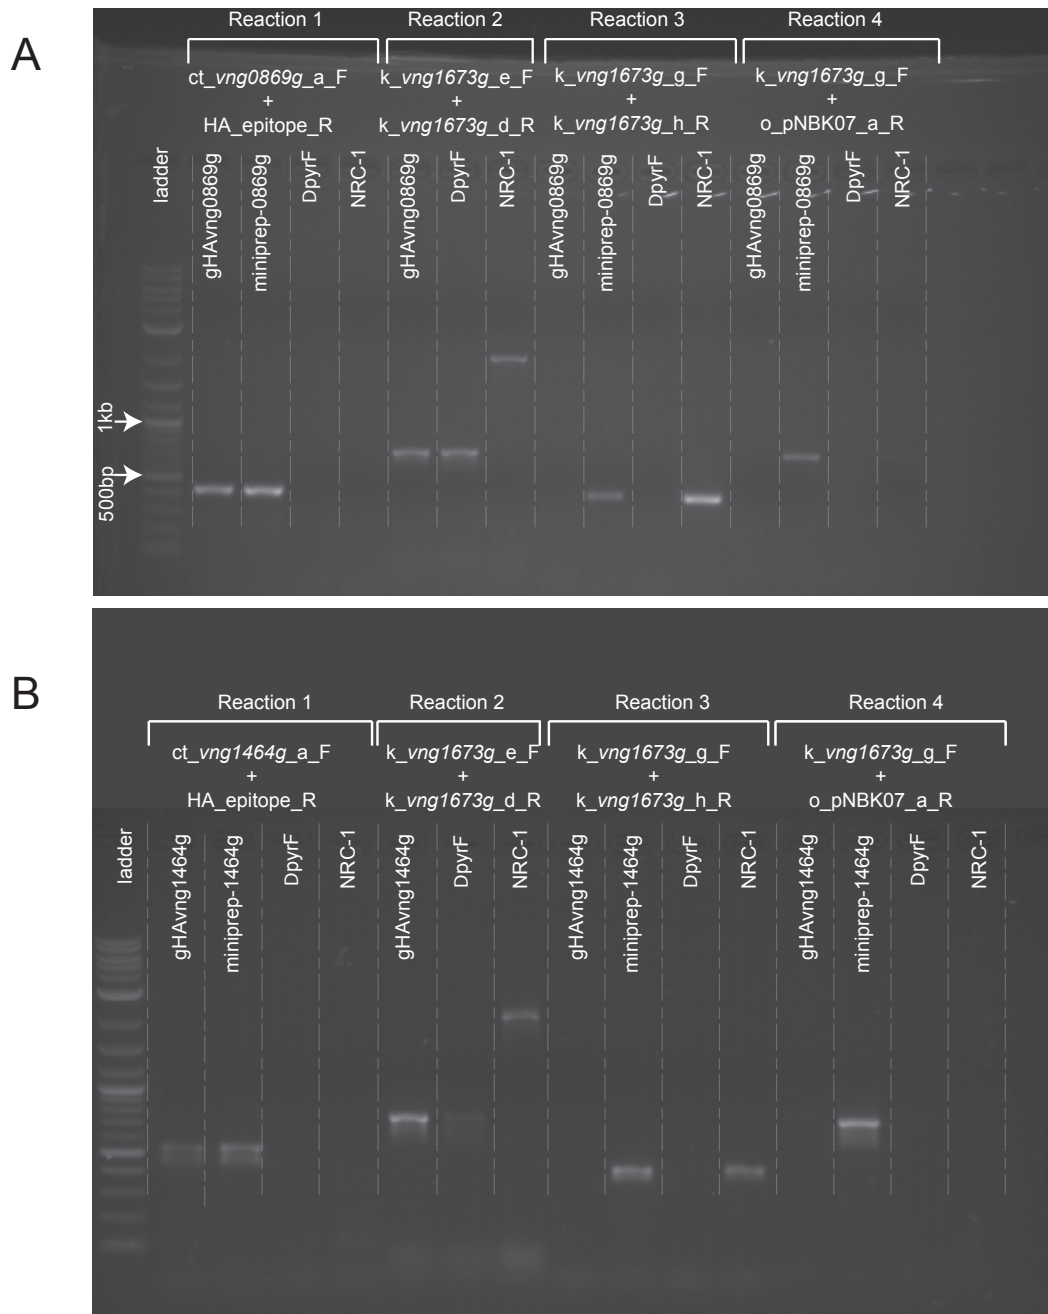 A
Reaction 1 Reaction 2 Reaction 3 Reaction 4
ct_vng0869g_a_F k_vng1673g_e_F k_vng1673g_g_F k_vng1673g_g_F
+ + + +
HA_epitope_R k_vng1673g_d_R k_vng1673g_h_R o_pNBK07_a_R
ladder
gHAvng0869g
miniprep-0869g
DpyrF
NRC-1
gHAvng0869g
DpyrF
NRC-1
gHAvng0869g
miniprep-0869g
DpyrF
NRC-1
gHAvng0869g
miniprep-0869g
DpyrF
NRC-1
1kb
500bp
B
Reaction 1 Reaction 2 Reaction 3 Reaction 4
ct_vng1464g_a_F k_vng1673g_e_F k_vng1673g_g_F k_vng1673g_g_F
+ + + +
HA_epitope_R k_vng1673g_d_R k_vng1673g_h_R o_pNBK07_a_R
ladder
gHAvng1464g
miniprep-1464g
DpyrF
NRC-1
gHAvng1464g
DpyrF
NRC-1
gHAvng1464g
miniprep-1464g
DpyrF
NRC-1
gHAvng1464g
miniprep-1464g
DpyrF
NRC-1